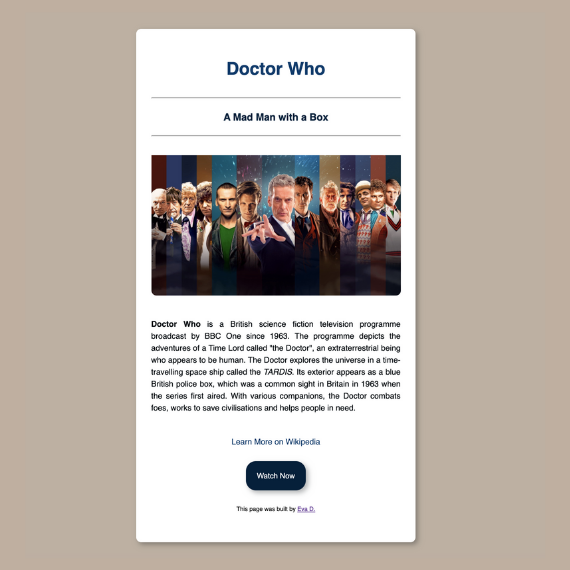 Doctor Who
A Mad Man with a Box
Doctor Who is a British science fiction television programme
broadcast by BBC One since 1963. The programme depicts the
adventures of a Time Lord called "the Doctor", an extraterrestrial being
who appears to be human. The Doctor explores the universe in a time-
travelling space ship called the TARDIS. Its exterior appears as a blue
British police box, which was a common sight in Britain in 1963 when
the series first aired. With various companions, the Doctor combats
foes, works to save civilisations and helps people in need.
Learn More on Wikipedia
Watch Now
This page was built by Eva D.